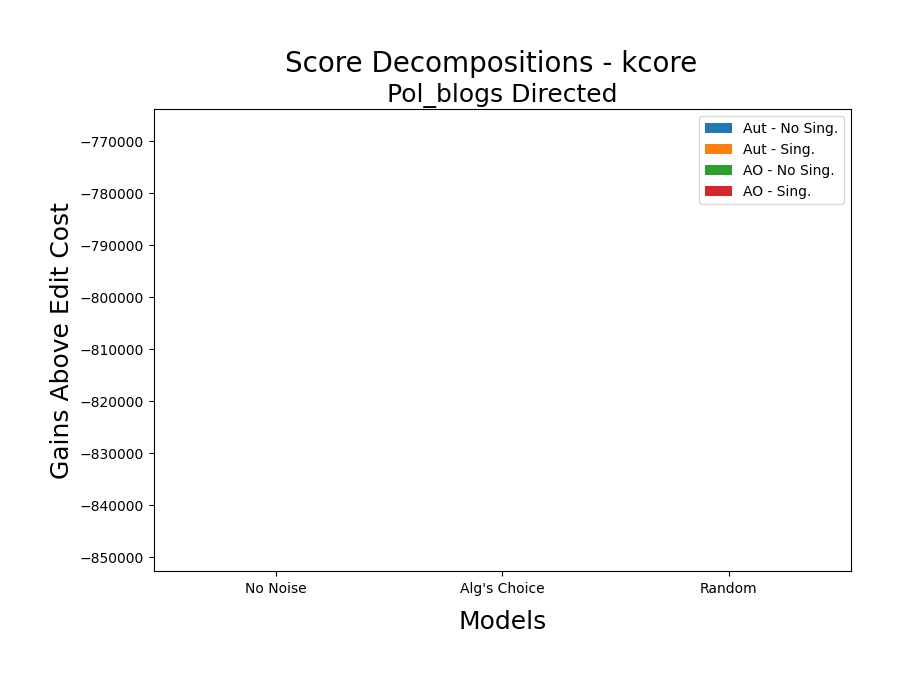 Score Decompositions - kcore
Pol_blogs Directed
Aut - No Sing.
Aut - Sing.
AO - No Sing.
AO - Sing.
Gains Above Edit Cost
−770000
−780000
−790000
−800000
−810000
−820000
−830000
−840000
−850000
No Noise
Alg's Choice
Random
Models